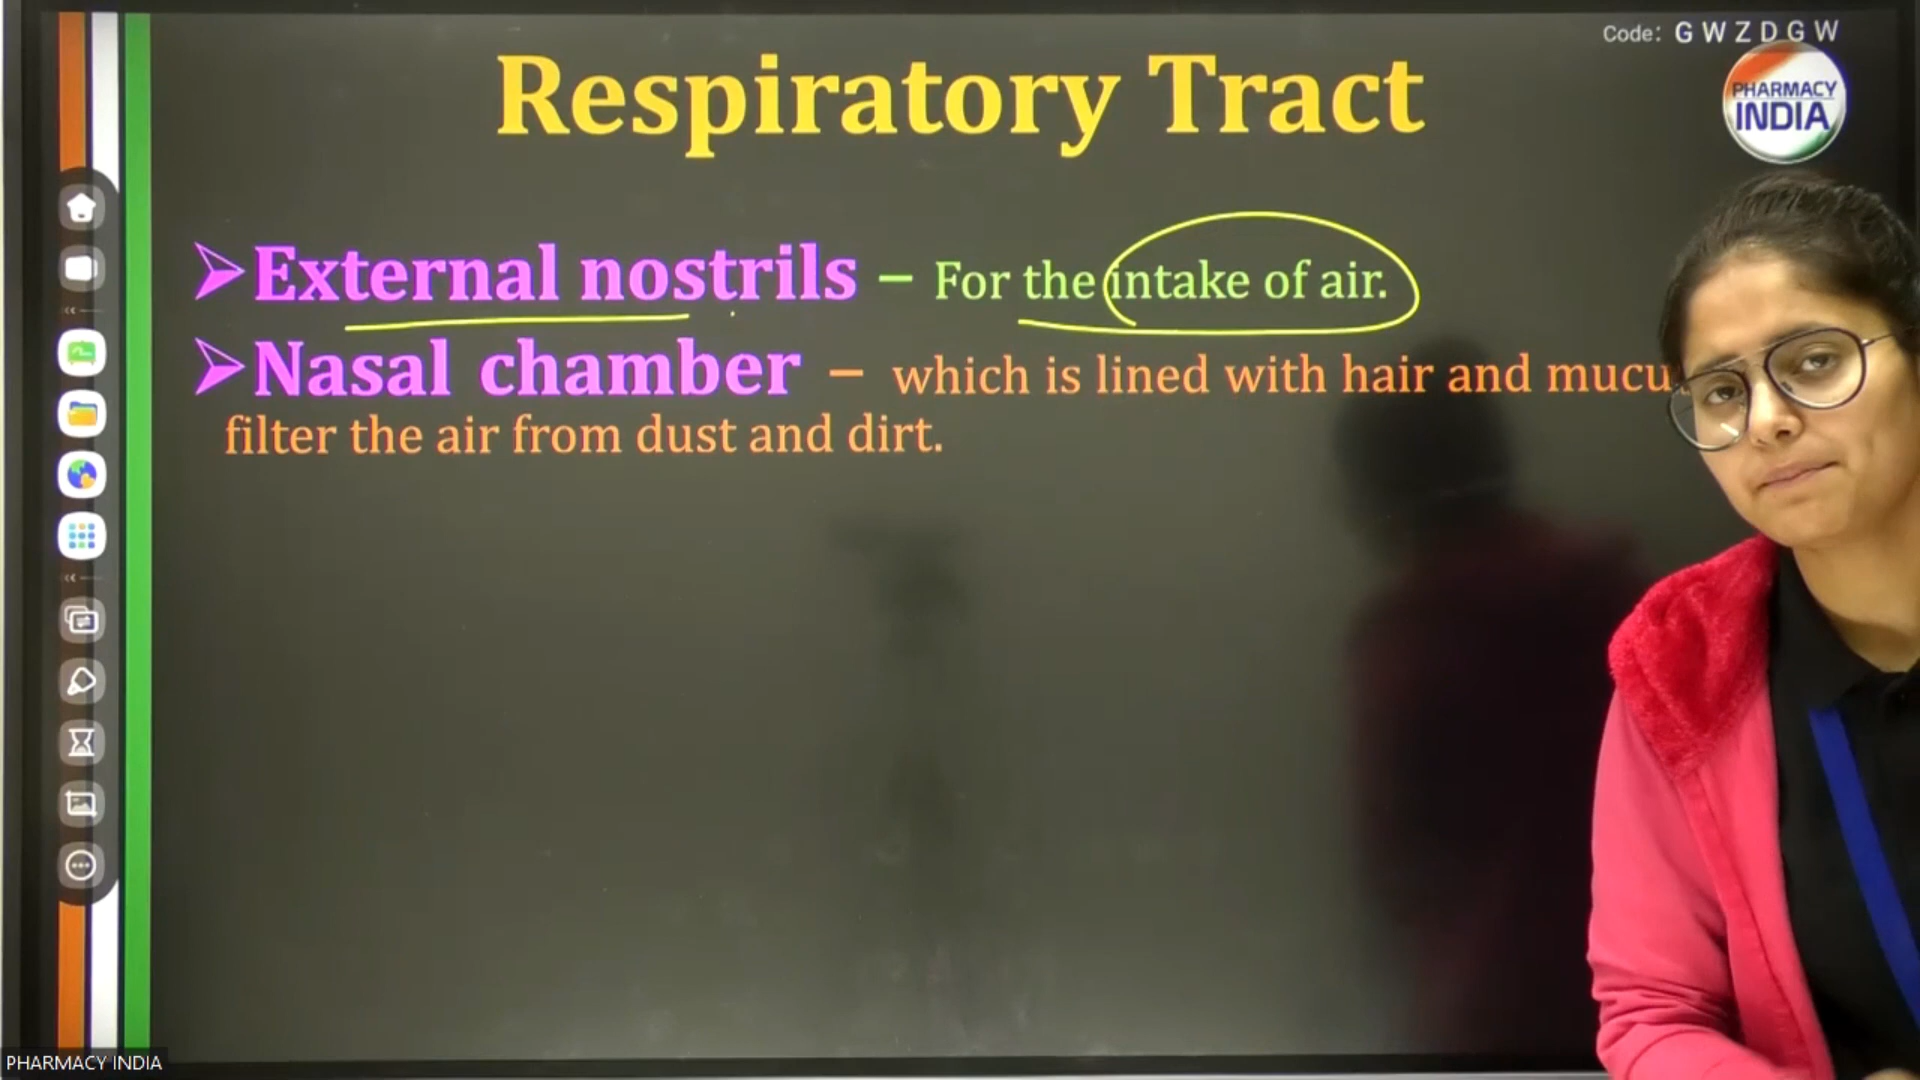 Code: GWZDGW
Respiratory Tract
PHARMACY
INDIA
➢External nostrils – For the intake of air.
➢Nasal chamber – which is lined with hair and
filter the air from dust and dirt.
PHARMACY INDIA